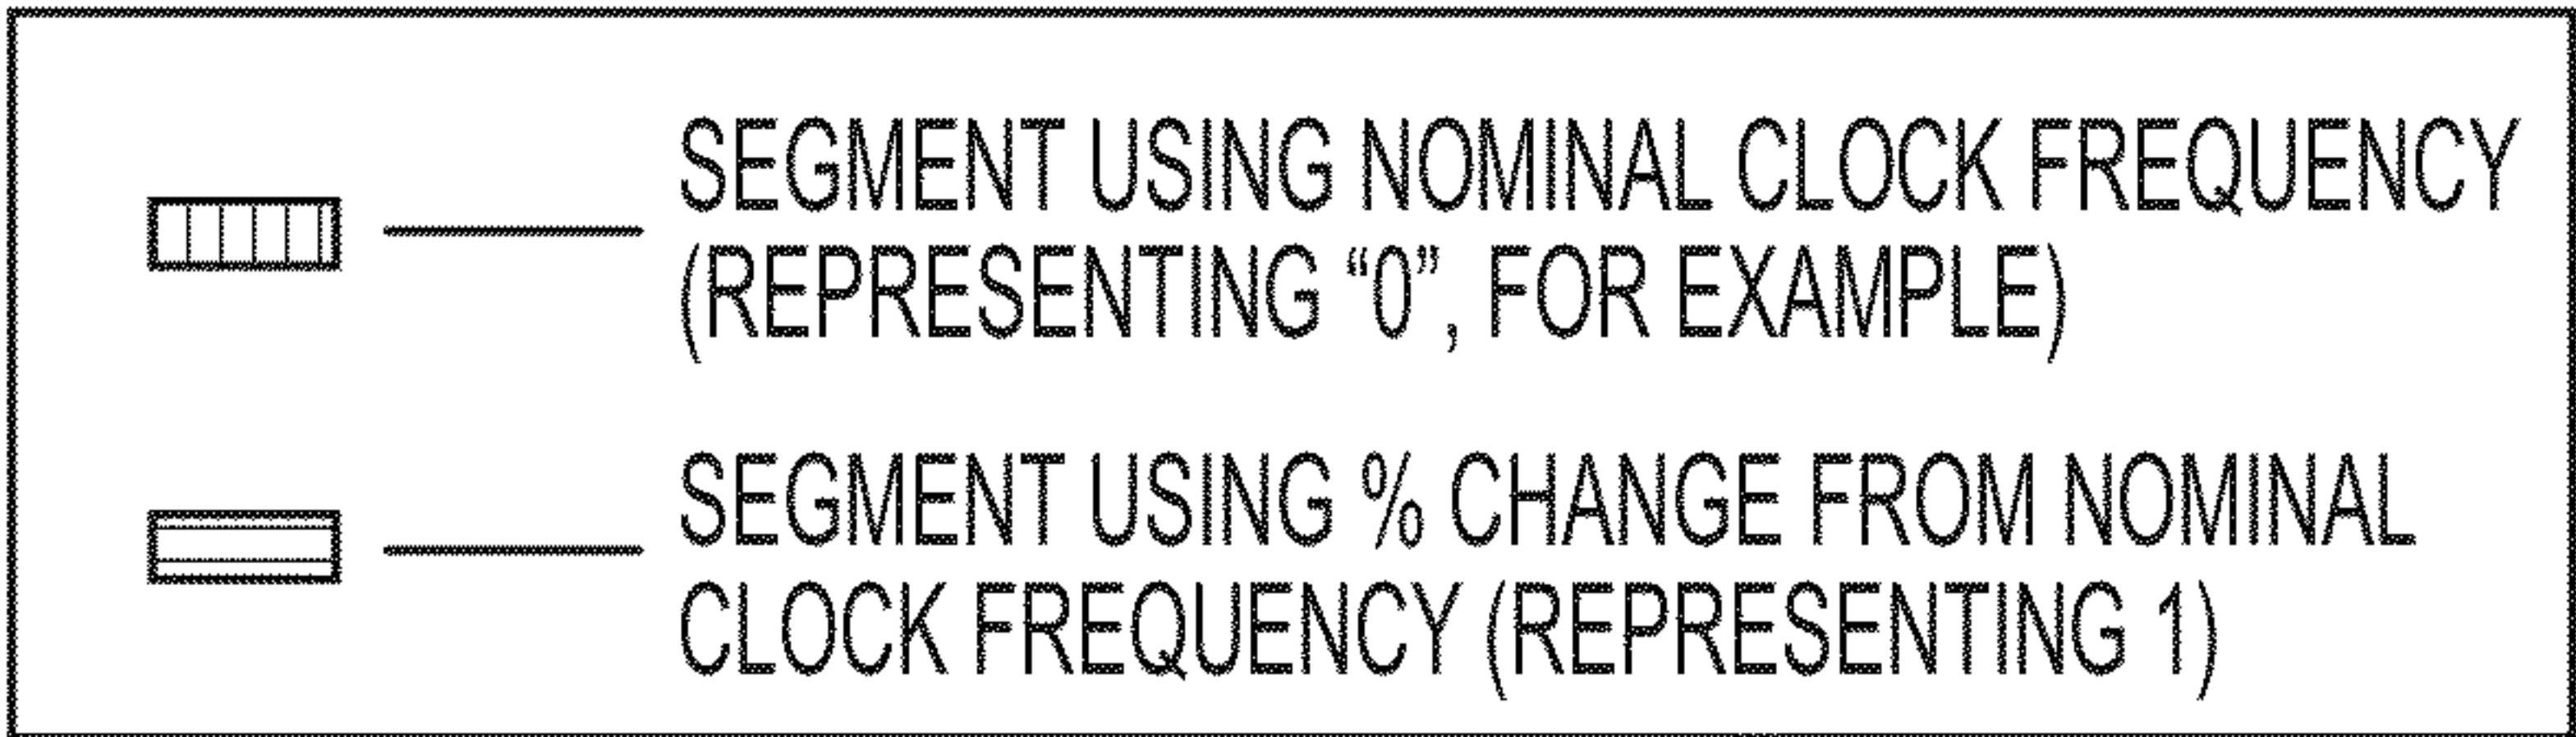 SEGMENT USING NOMINAL CLOCK FREQUENCY
(REPRESENTING “0”, FOR EXAMPLE)
SEGMENT USING % CHANGE FROM NOMINAL
CLOCK FREQUENCY (REPRESENTING 1)